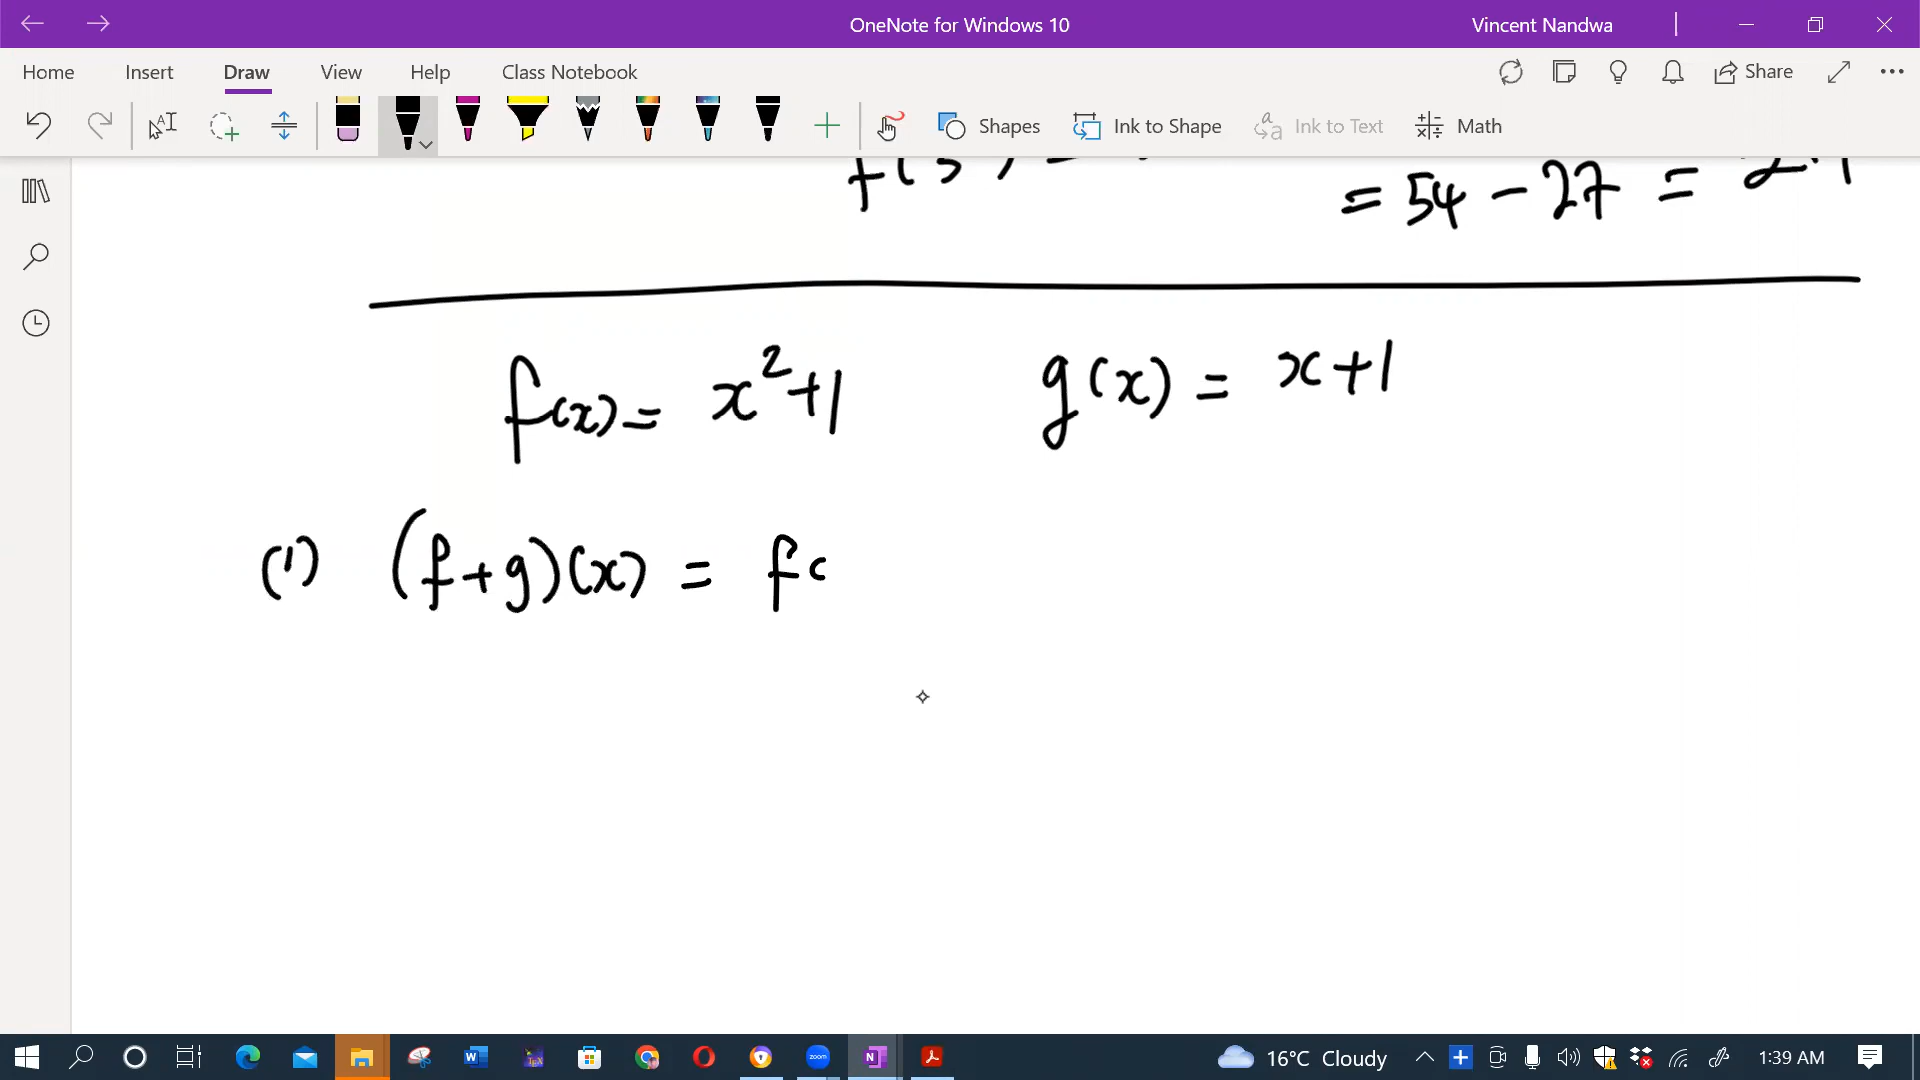 OneNote for Windows 10 Vincent Nandwa
Home Insert Draw View Help Class Notebook Share
Shapes Ink to Shape Ink to Text Math
= 54 - 27 =
f(x) = x²+1 g(x) = x+1
(1) (f+g)(x) = f(
16°C Cloudy 1:39 AM